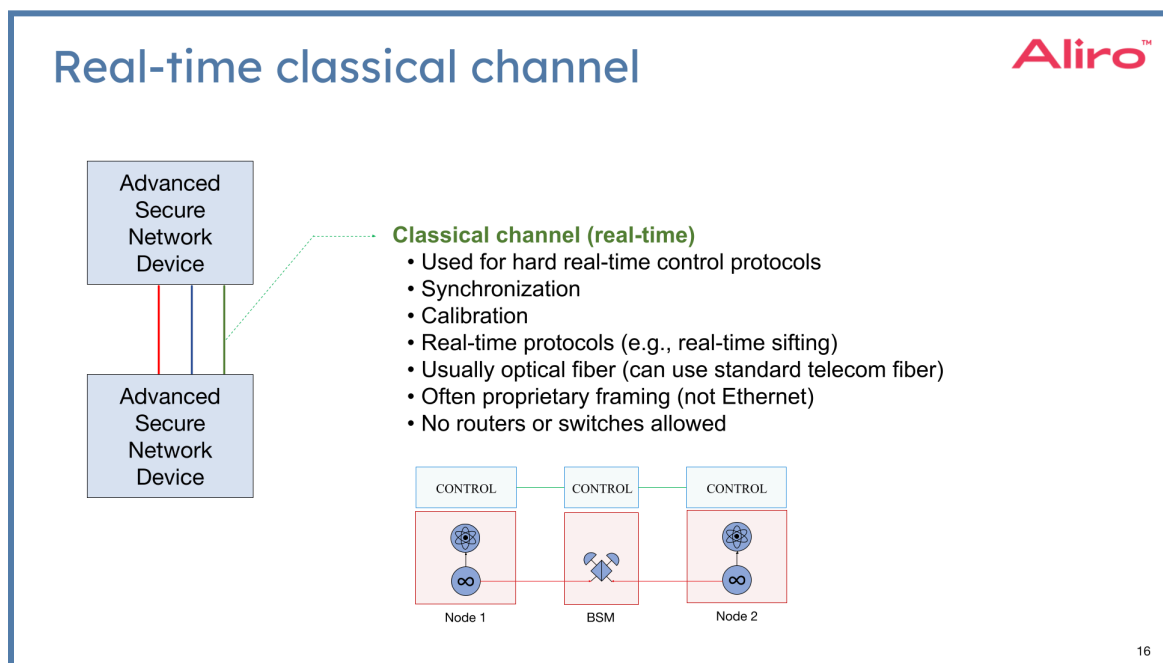 Real-time classical channel
Aliro™
Advanced
Secure
Network
Device
Classical channel (real-time)
• Used for hard real-time control protocols
• Synchronization
• Calibration
• Real-time protocols (e.g., real-time sifting)
• Usually optical fiber (can use standard telecom fiber)
• Often proprietary framing (not Ethernet)
• No routers or switches allowed
Advanced
Secure
Network
Device
CONTROL
CONTROL
CONTROL
∞
∞
Node 1
BSM
Node 2
16